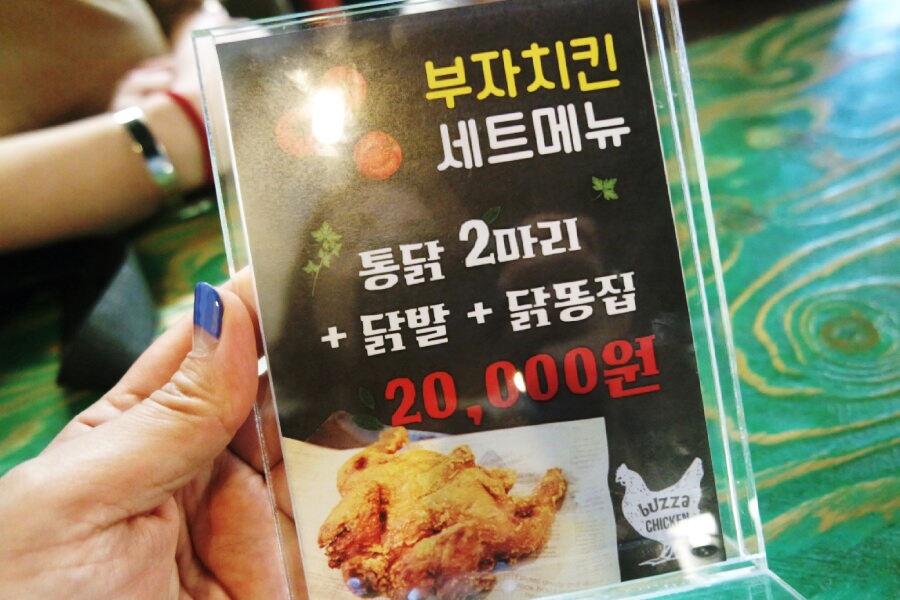 부자치킨
세트메뉴
통닭 2마리
+ 닭발 + 닭똥집
20,000원
buzza
CHICKEN